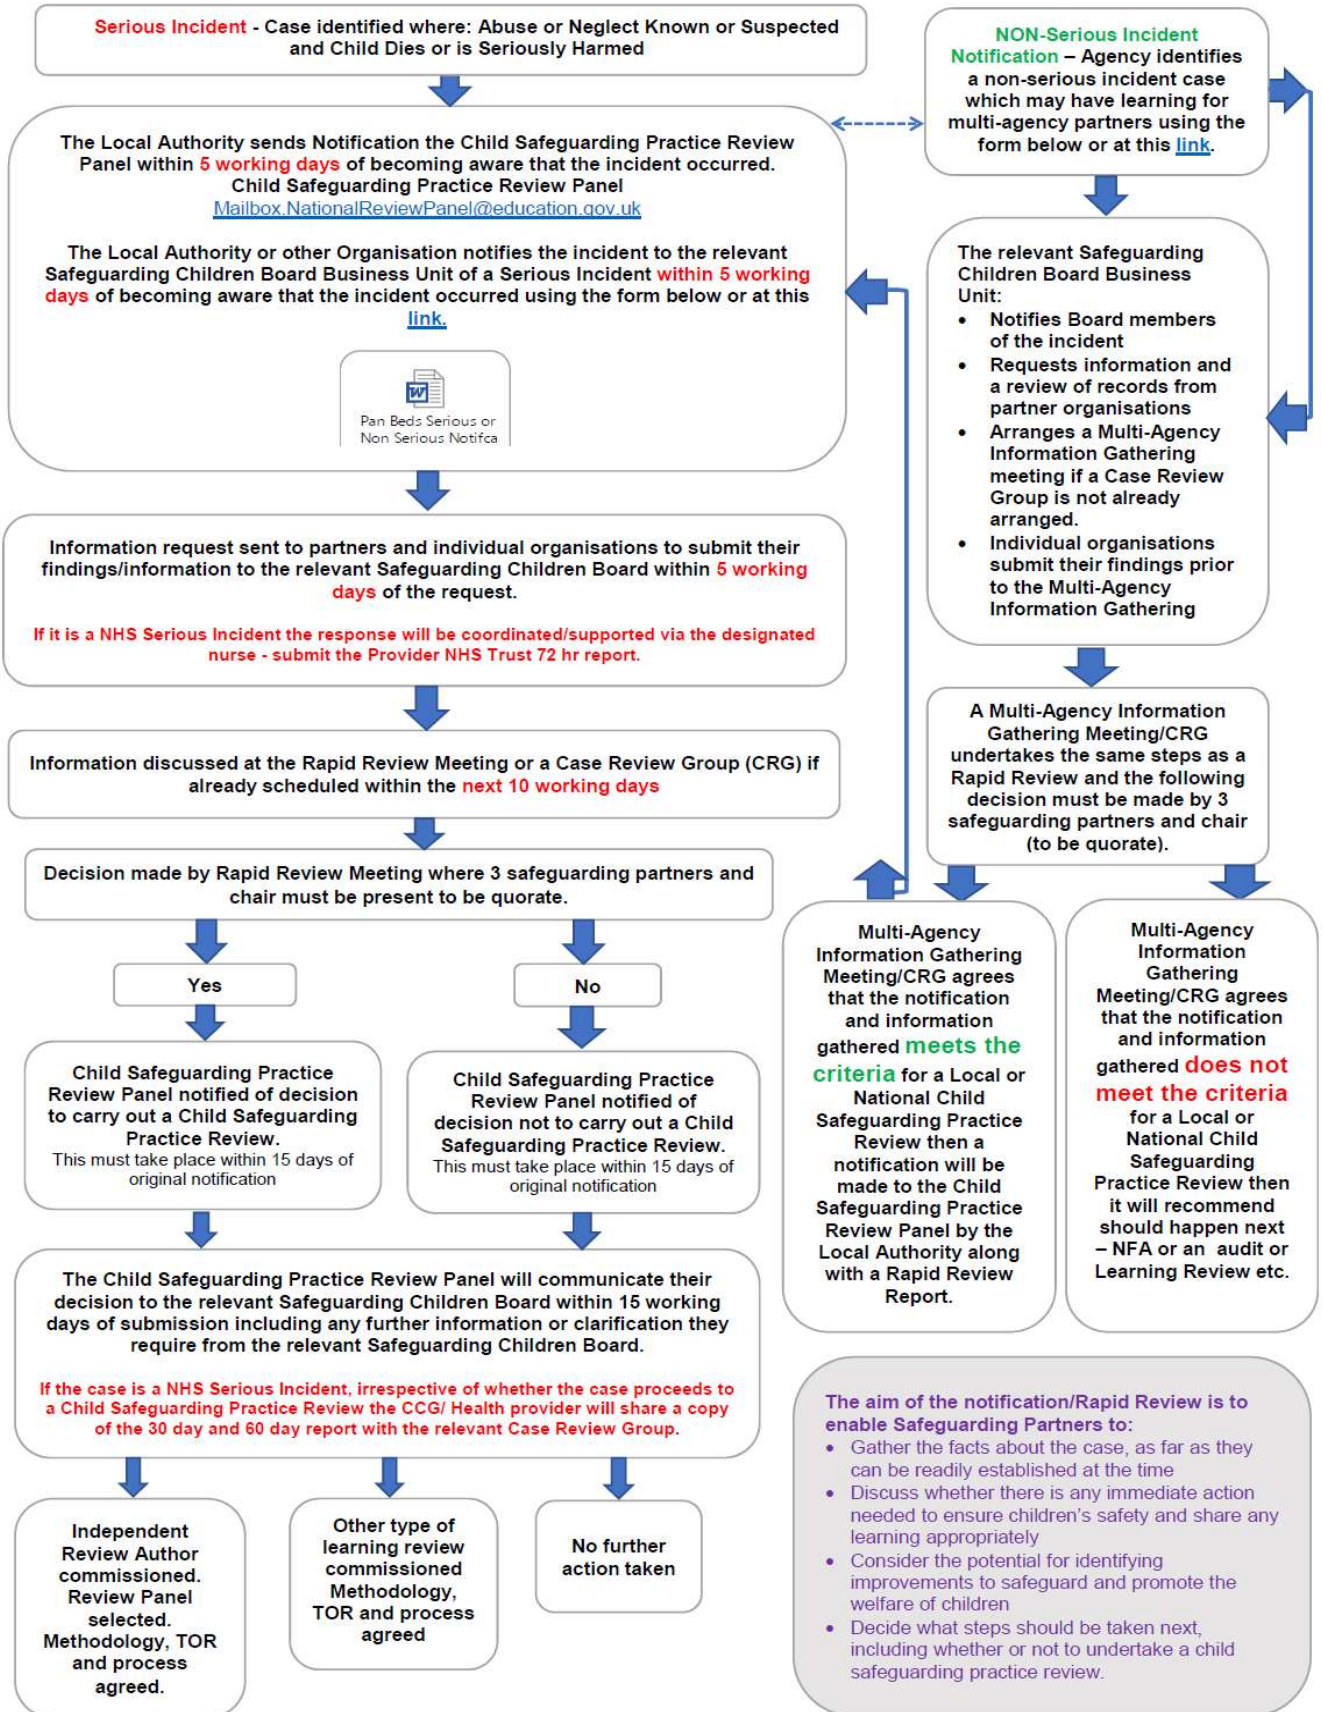 Serious Incident - Case identified where: Abuse or Neglect Known or Suspected
and Child Dies or is Seriously Harmed
The Local Authority sends Notification the Child Safeguarding Practice Review
Panel within 5 working days of becoming aware that the incident occurred.
Child Safeguarding Practice Review Panel
Mailbox.NationalReviewPanel@education.gov.uk
The Local Authority or other Organisation notifies the incident to the relevant
Safeguarding Children Board Business Unit of a Serious Incident within 5 working
days of becoming aware that the incident occurred using the form below or at this
link.
Pan Beds Serious or
Non Serious Notifca
Information request sent to partners and individual organisations to submit their
findings/information to the relevant Safeguarding Children Board within 5 working
days of the request.
If it is a NHS Serious Incident the response will be coordinated/supported via the designated
nurse - submit the Provider NHS Trust 72 hr report.
Information discussed at the Rapid Review Meeting or a Case Review Group (CRG) if
already scheduled within the next 10 working days
Decision made by Rapid Review Meeting where 3 safeguarding partners and
chair must be present to be quorate.
Yes
No
Child Safeguarding Practice
Review Panel notified of decision
to carry out a Child Safeguarding
Practice Review.
This must take place within 15 days of
original notification
Child Safeguarding Practice
Review Panel notified of
decision not to carry out a Child
Safeguarding Practice Review.
This must take place within 15 days of
original notification
The Child Safeguarding Practice Review Panel will communicate their
decision to the relevant Safeguarding Children Board within 15 working
days of submission including any further information or clarification they
require from the relevant Safeguarding Children Board.
If the case is a NHS Serious Incident, irrespective of whether the case proceeds to
a Child Safeguarding Practice Review the CCG/ Health provider will share a copy
of the 30 day and 60 day report with the relevant Case Review Group.
Independent
Review Author
commissioned.
Review Panel
selected.
Methodology, TOR
and process
agreed.
Other type of
learning review
commissioned
Methodology,
TOR and process
agreed
No further
action taken
NON-Serious Incident
Notification – Agency identifies
a non-serious incident case
which may have learning for
multi-agency partners using the
form below or at this link.
The relevant Safeguarding
Children Board Business
Unit:
• Notifies Board members
of the incident
• Requests information and
a review of records from
partner organisations
• Arranges a Multi-Agency
Information Gathering
meeting if a Case Review
Group is not already
arranged.
• Individual organisations
submit their findings prior
to the Multi-Agency
Information Gathering
A Multi-Agency Information
Gathering Meeting/CRG
undertakes the same steps as a
Rapid Review and the following
decision must be made by 3
safeguarding partners and chair
(to be quorate).
Multi-Agency
Information Gathering
Meeting/CRG agrees
that the notification
and information
gathered meets the
criteria for a Local or
National Child
Safeguarding Practice
Review then a
notification will be
made to the Child
Safeguarding Practice
Review Panel by the
Local Authority along
with a Rapid Review
Report.
Multi-Agency
Information
Gathering
Meeting/CRG agrees
that the notification
and information
gathered does not
meet the criteria
for a Local or
National Child
Safeguarding
Practice Review then
it will recommend
should happen next
– NFA or an audit or
Learning Review etc.
The aim of the notification/Rapid Review is to
enable Safeguarding Partners to:
• Gather the facts about the case, as far as they
can be readily established at the time
• Discuss whether there is any immediate action
needed to ensure children's safety and share any
learning appropriately
• Consider the potential for identifying
improvements to safeguard and promote the
welfare of children
• Decide what steps should be taken next,
including whether or not to undertake a child
safeguarding practice review.